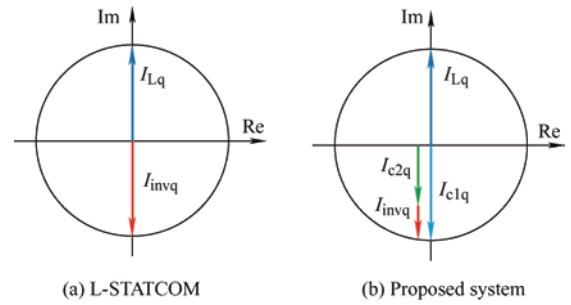 Im
I_Lq
Re
I_invq
(a) L-STATCOM
Im
I_Lq
Re
I_c2q
I_invq
I_c1q
(b) Proposed system